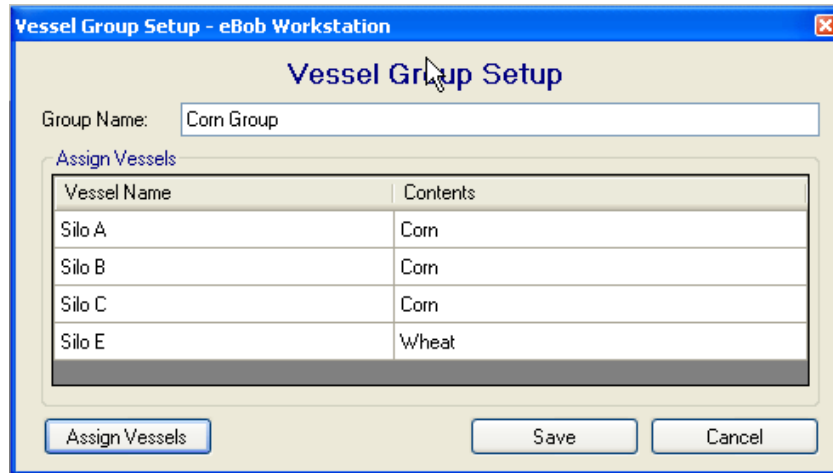 Vessel Group Setup - eBob Workstation
Vessel Group Setup
Group Name: Corn Group
Assign Vessels
Vessel Name Contents
Silo A Corn
Silo B Corn
Silo C Corn
Silo E Wheat
Assign Vessels Save Cancel